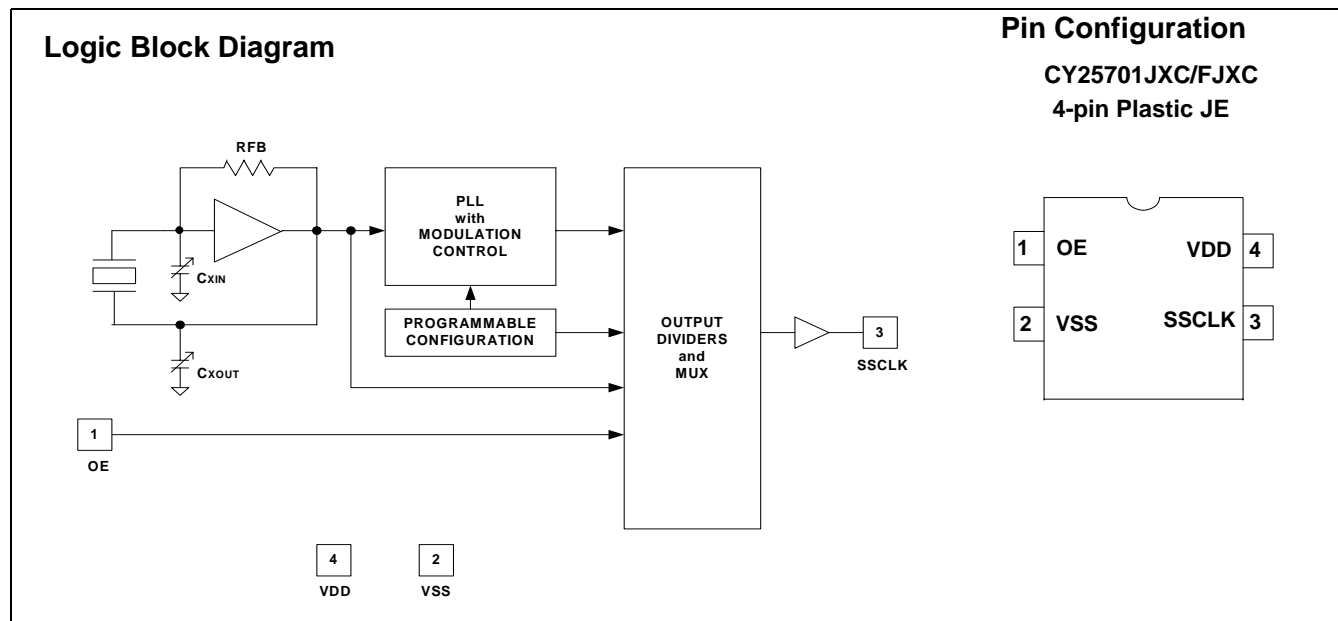 Logic Block Diagram
Pin Configuration
CY25701JXC/FJXC
4-pin Plastic JE
RFB
PLL
with
MODULATION
CONTROL
CXIN
PROGRAMMABLE
CONFIGURATION
CXOUT
OUTPUT
DIVIDERS
and
MUX
3
SSCLK
1
OE
4
VDD
2
VSS
1 OE VDD 4
2 VSS SSCLK 3